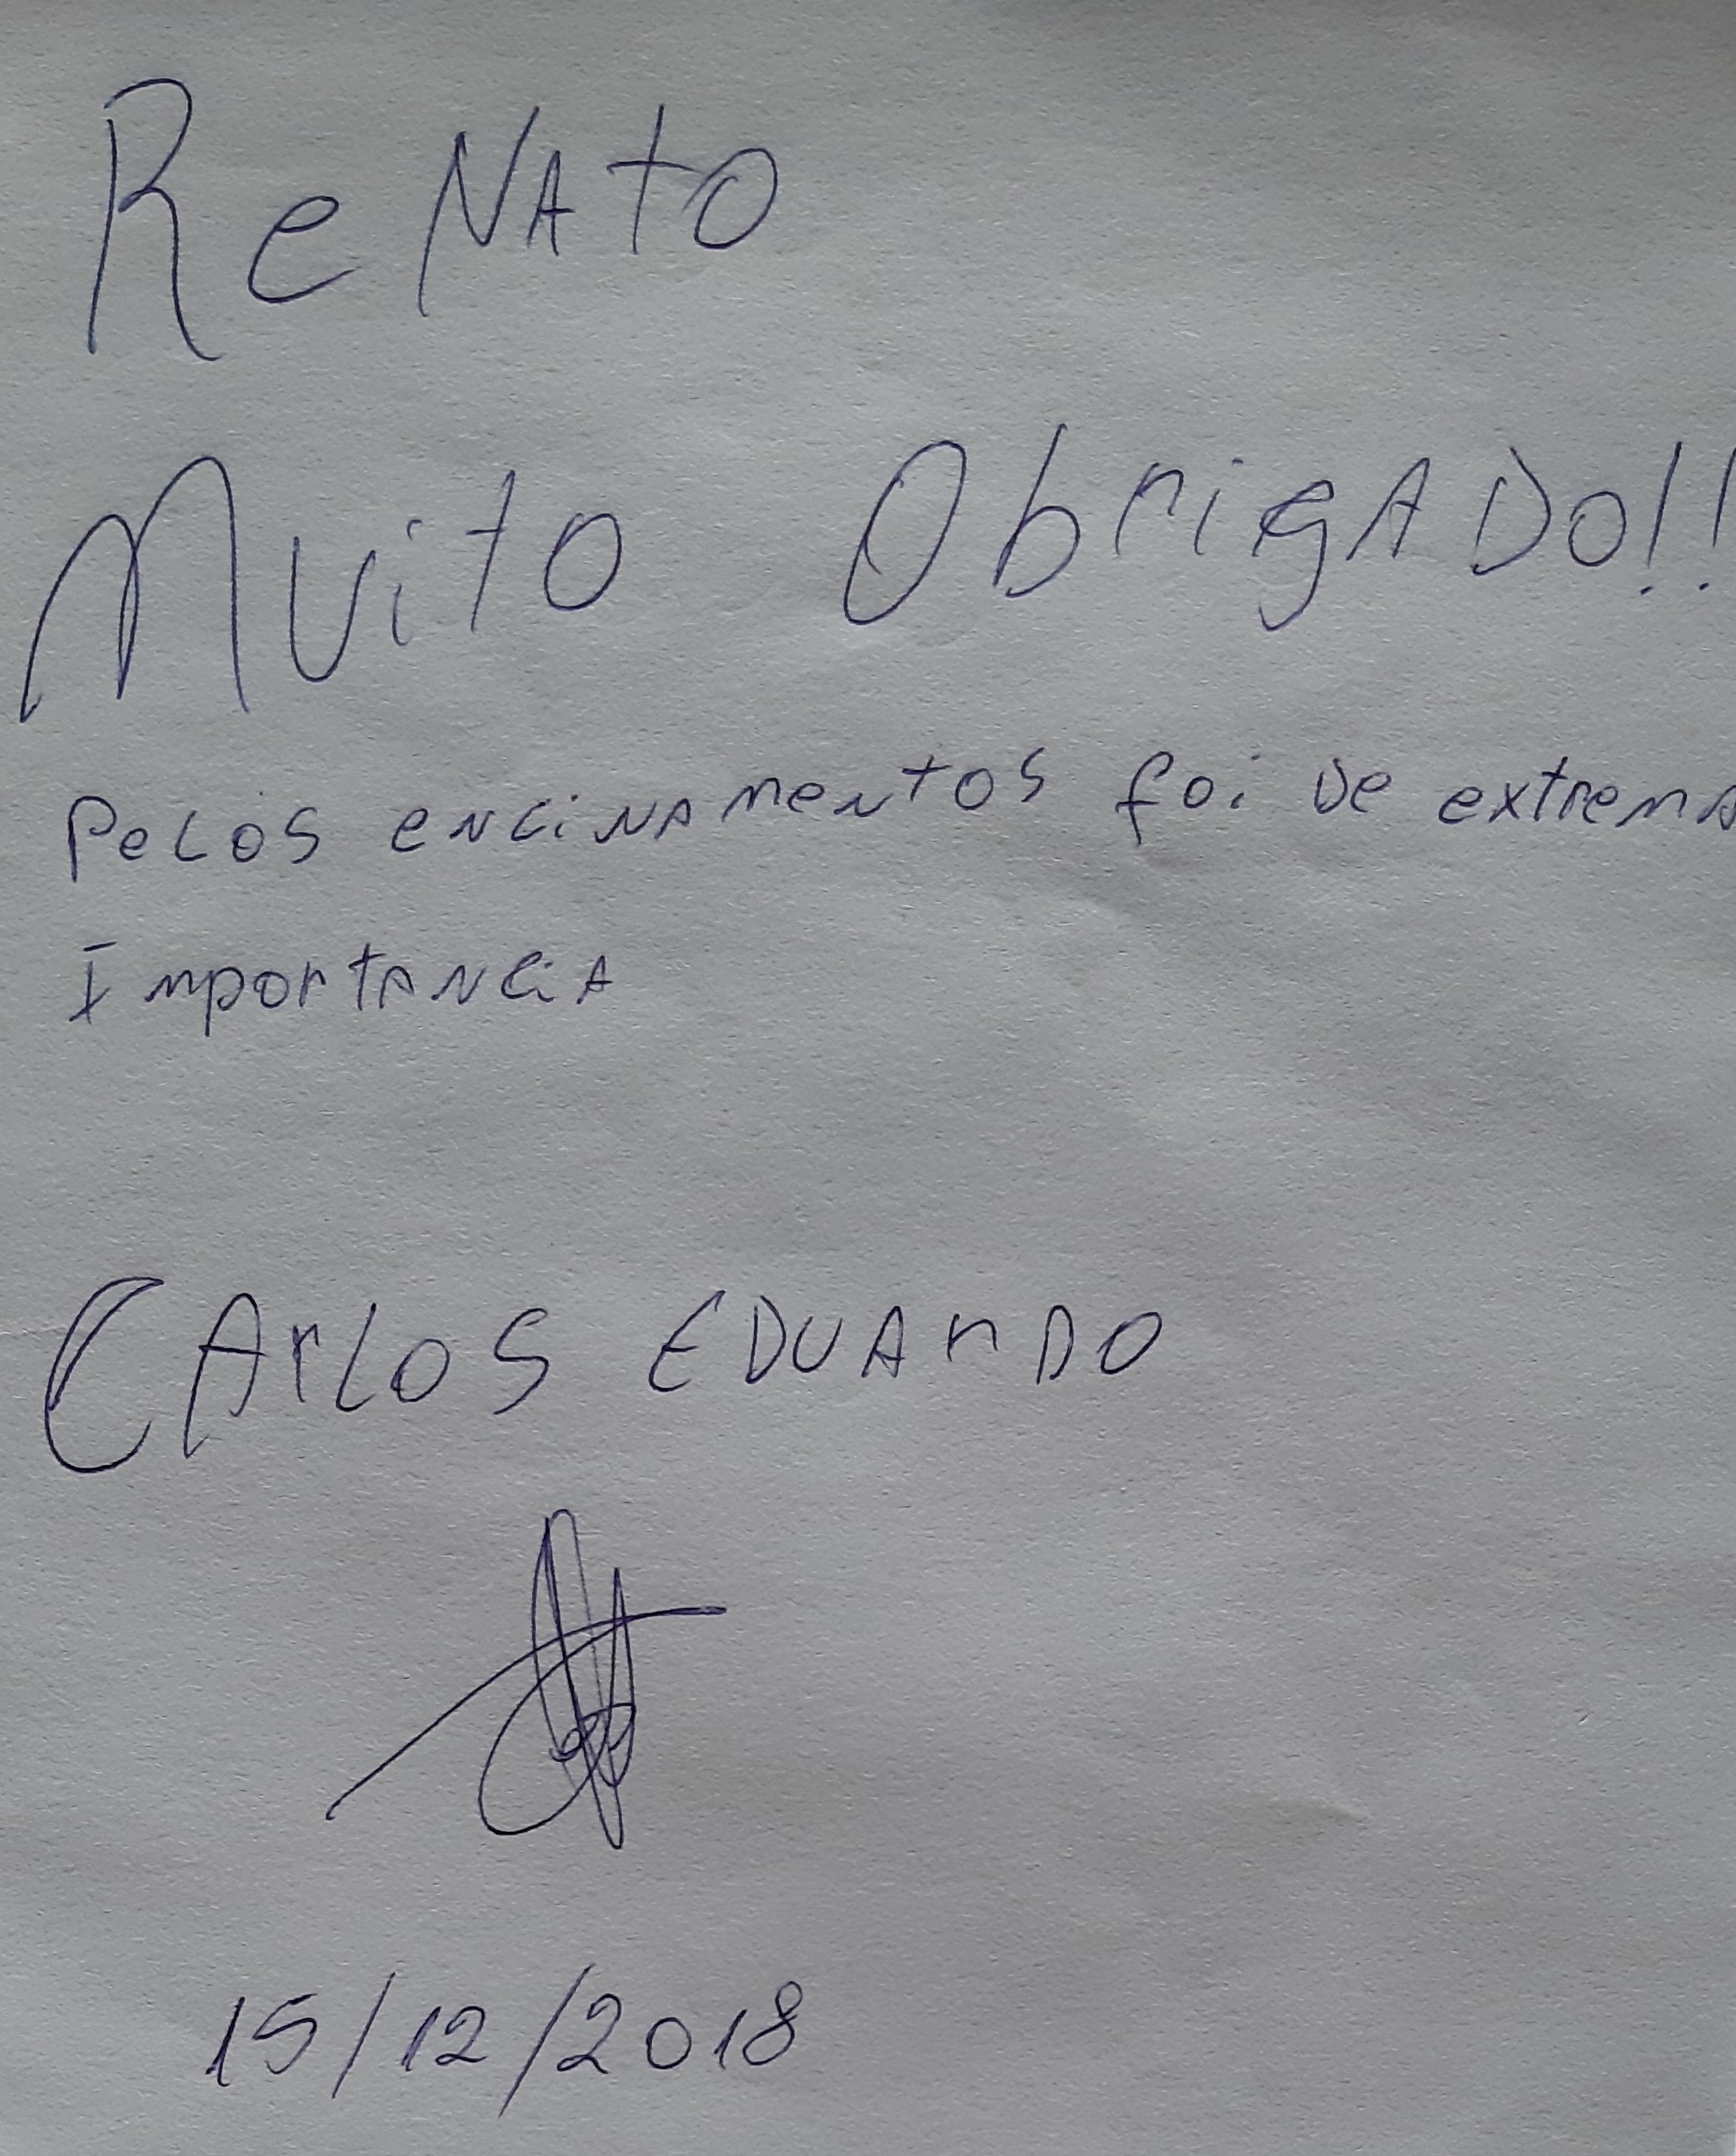 ReNAtO
MUitO ObrigADO!!
PeLOS enciNAmentOS foi De extrema
ImportANciA
CArLOS EDUArDO
15/12/2018